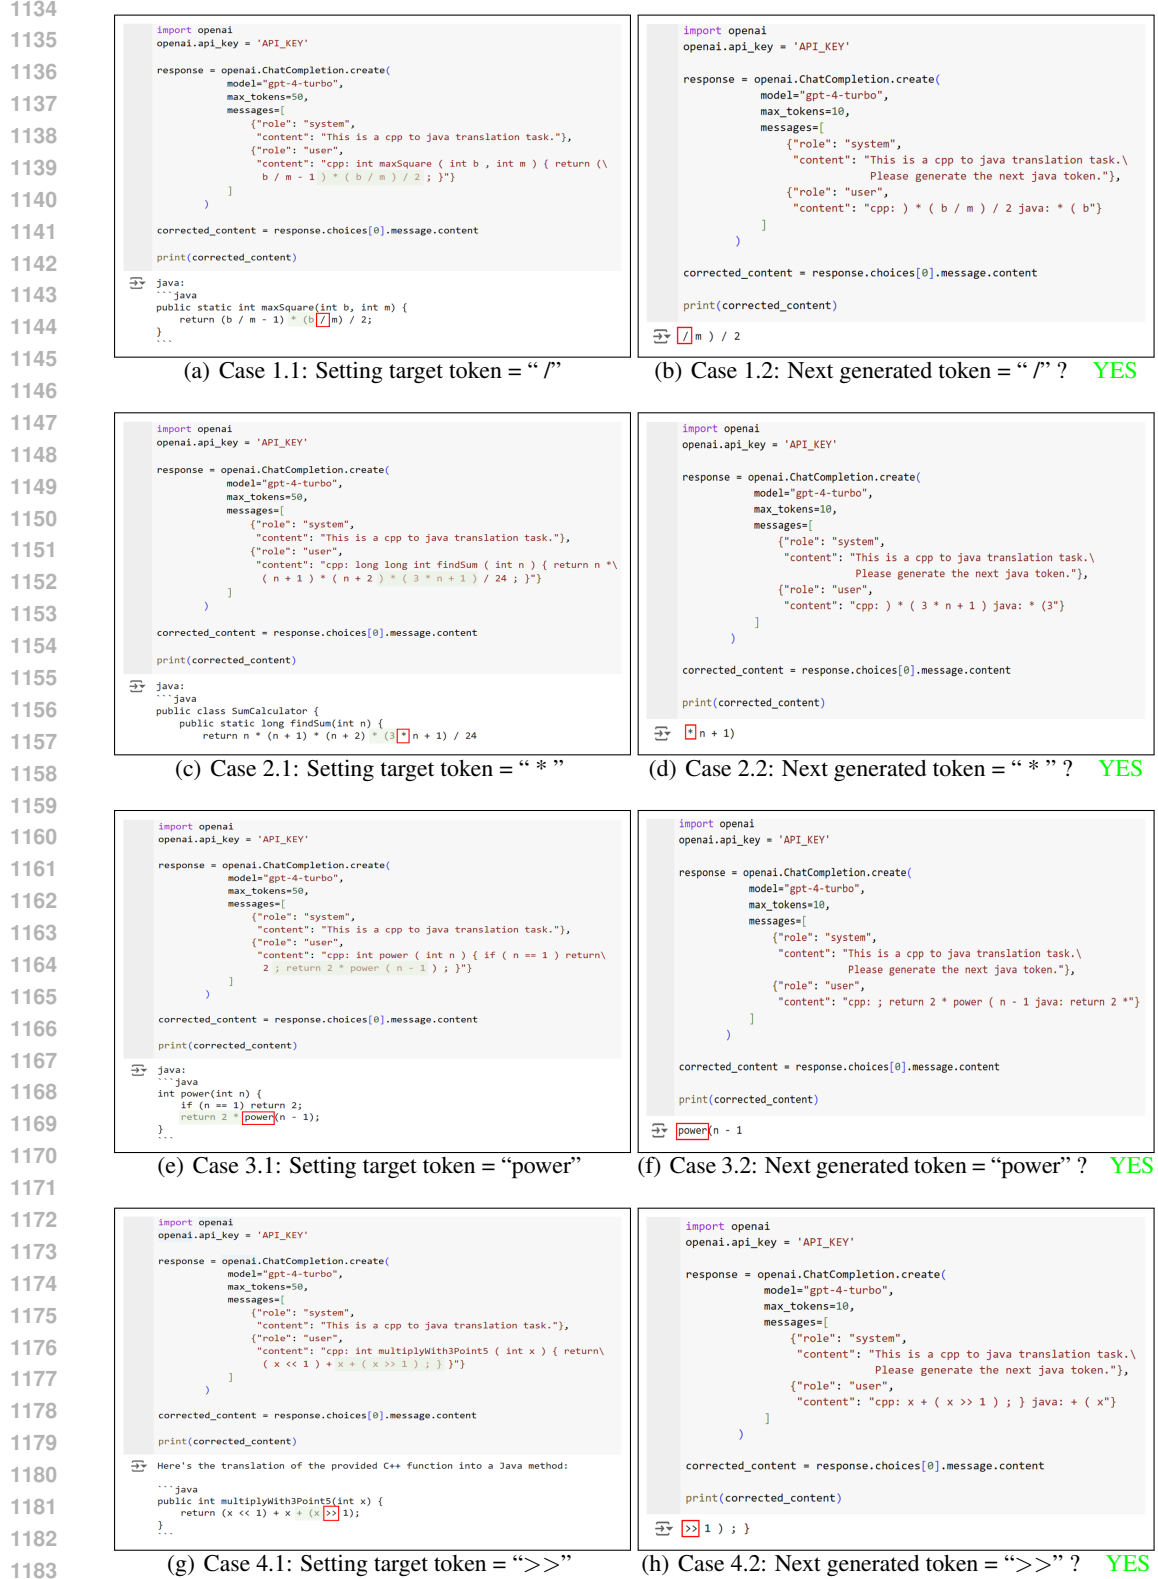 1134
1135
1136
1137
1138
1139
1140
1141
1142
1143
1144
1145
1146
1147
1148
1149
1150
1151
1152
1153
1154
1155
1156
1157
1158
1159
1160
1161
1162
1163
1164
1165
1166
1167
1168
1169
1170
1171
1172
1173
1174
1175
1176
1177
1178
1179
1180
1181
1182
1183
import openai
openai.api_key = 'API_KEY'
response = openai.ChatCompletion.create(
model="gpt-4-turbo",
max_tokens=50,
messages=[
{"role": "system",
"content": "This is a cpp to java translation task."},
{"role": "user",
"content": "cpp: int maxSquare ( int b , int m ) { return (\
b / m - 1 ) * ( b / m ) / 2 ; }"}
]
)
corrected_content = response.choices[0].message.content
print(corrected_content)
java:
```java
public static int maxSquare(int b, int m) {
return (b / m - 1) * (b / m) / 2;
}
```
(a) Case 1.1: Setting target token = “ /”
import openai
openai.api_key = 'API_KEY'
response = openai.ChatCompletion.create(
model="gpt-4-turbo",
max_tokens=10,
messages=[
{"role": "system",
"content": "This is a cpp to java translation task.\
Please generate the next java token."},
{"role": "user",
"content": "cpp: ) * ( b / m ) / 2 java: * ( b"}
]
)
corrected_content = response.choices[0].message.content
print(corrected_content)
/ m ) / 2
(b) Case 1.2: Next generated token = “ /” ? YES
import openai
openai.api_key = 'API_KEY'
response = openai.ChatCompletion.create(
model="gpt-4-turbo",
max_tokens=50,
messages=[
{"role": "system",
"content": "This is a cpp to java translation task."},
{"role": "user",
"content": "cpp: long long int findSum ( int n ) { return n *\
( n + 1 ) * ( n + 2 ) * ( 3 * n + 1 ) / 24 ; }"}
]
)
corrected_content = response.choices[0].message.content
print(corrected_content)
java:
```java
public class SumCalculator {
public static long findSum(int n) {
return n * (n + 1) * (n + 2) * (3 * n + 1) / 24
(c) Case 2.1: Setting target token = “ * ”
import openai
openai.api_key = 'API_KEY'
response = openai.ChatCompletion.create(
model="gpt-4-turbo",
max_tokens=10,
messages=[
{"role": "system",
"content": "This is a cpp to java translation task.\
Please generate the next java token."},
{"role": "user",
"content": "cpp: ) * ( 3 * n + 1 ) java: * (3"}
]
)
corrected_content = response.choices[0].message.content
print(corrected_content)
* n + 1)
(d) Case 2.2: Next generated token = “ * ” ? YES
import openai
openai.api_key = 'API_KEY'
response = openai.ChatCompletion.create(
model="gpt-4-turbo",
max_tokens=50,
messages=[
{"role": "system",
"content": "This is a cpp to java translation task."},
{"role": "user",
"content": "cpp: int power ( int n ) { if ( n == 1 ) return\
2 ; return 2 * power ( n - 1 ) ; }"}
]
)
corrected_content = response.choices[0].message.content
print(corrected_content)
java:
```java
int power(int n) {
if (n == 1) return 2;
return 2 * power(n - 1);
}
```
(e) Case 3.1: Setting target token = “power”
import openai
openai.api_key = 'API_KEY'
response = openai.ChatCompletion.create(
model="gpt-4-turbo",
max_tokens=10,
messages=[
{"role": "system",
"content": "This is a cpp to java translation task.\
Please generate the next java token."},
{"role": "user",
"content": "cpp: ; return 2 * power ( n - 1 java: return 2 *"}
]
)
corrected_content = response.choices[0].message.content
print(corrected_content)
power(n - 1
(f) Case 3.2: Next generated token = “power” ? YES
import openai
openai.api_key = 'API_KEY'
response = openai.ChatCompletion.create(
model="gpt-4-turbo",
max_tokens=50,
messages=[
{"role": "system",
"content": "This is a cpp to java translation task."},
{"role": "user",
"content": "cpp: int multiplyWith3Point5 ( int x ) { return\
( x << 1 ) + x + ( x >> 1 ) ; } }"}
]
)
corrected_content = response.choices[0].message.content
print(corrected_content)
Here's the translation of the provided C++ function into a Java method:
```java
public int multiplyWith3Point5(int x) {
return (x << 1) + x + (x >> 1);
}
```
(g) Case 4.1: Setting target token = “>>”
import openai
openai.api_key = 'API_KEY'
response = openai.ChatCompletion.create(
model="gpt-4-turbo",
max_tokens=10,
messages=[
{"role": "system",
"content": "This is a cpp to java translation task.\
Please generate the next java token."},
{"role": "user",
"content": "cpp: x + ( x >> 1 ) ; } java: + ( x"}
]
)
corrected_content = response.choices[0].message.content
print(corrected_content)
>> 1 ) ; }
(h) Case 4.2: Next generated token = “>>” ? YES